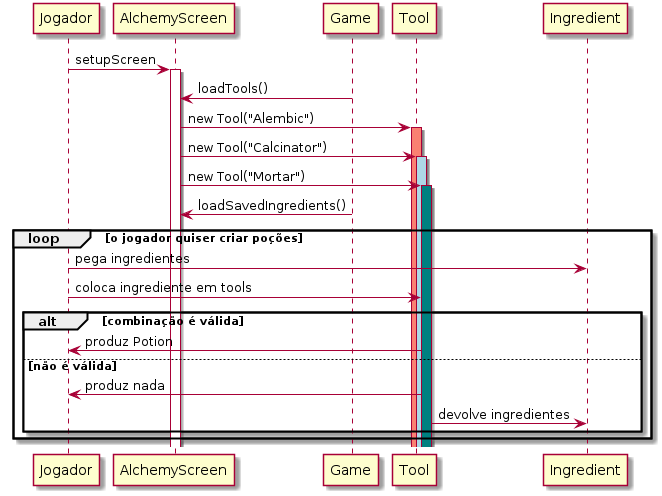 Jogador AlchemyScreen Game Tool Ingredient
setupScreen
loadTools()
new Tool("Alembic")
new Tool("Calcinator")
new Tool("Mortar")
loadSavedIngredients()
loop [o jogador quiser criar poções]
pega ingredientes
coloca ingrediente em tools
alt [combinação é válida]
produz Potion
[não é válida]
produz nada
devolve ingredientes
Jogador AlchemyScreen Game Tool Ingredient